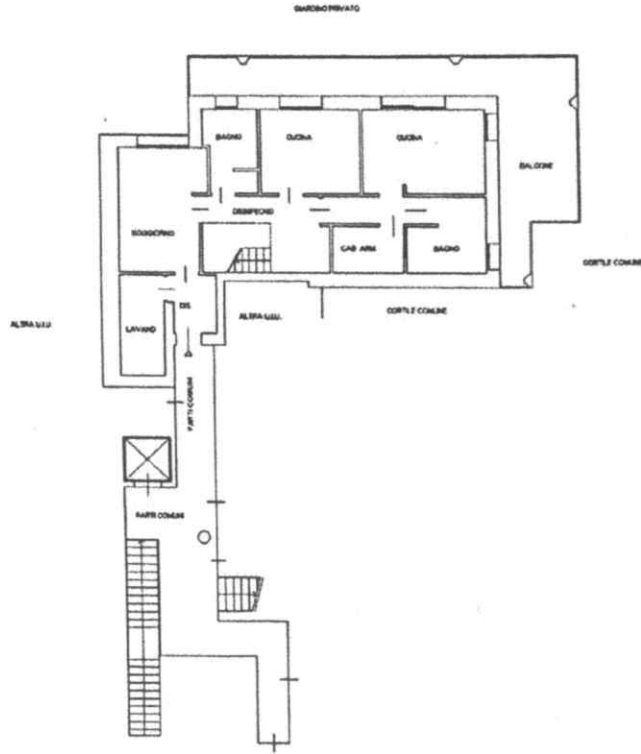 GIARDINO PRIVATO
BAGNO
CUCINA
CUCINA
BALCONE
DISIMPEGNO
SOGGIORNO
CAB ARM
BAGNO
CORTILE COMUNE
DIS
ALTRA U.I.U.
LAVAND
ALTRA U.I.U.
CORTILE COMUNE
PARTI COMUNI
PARTI COMUNI